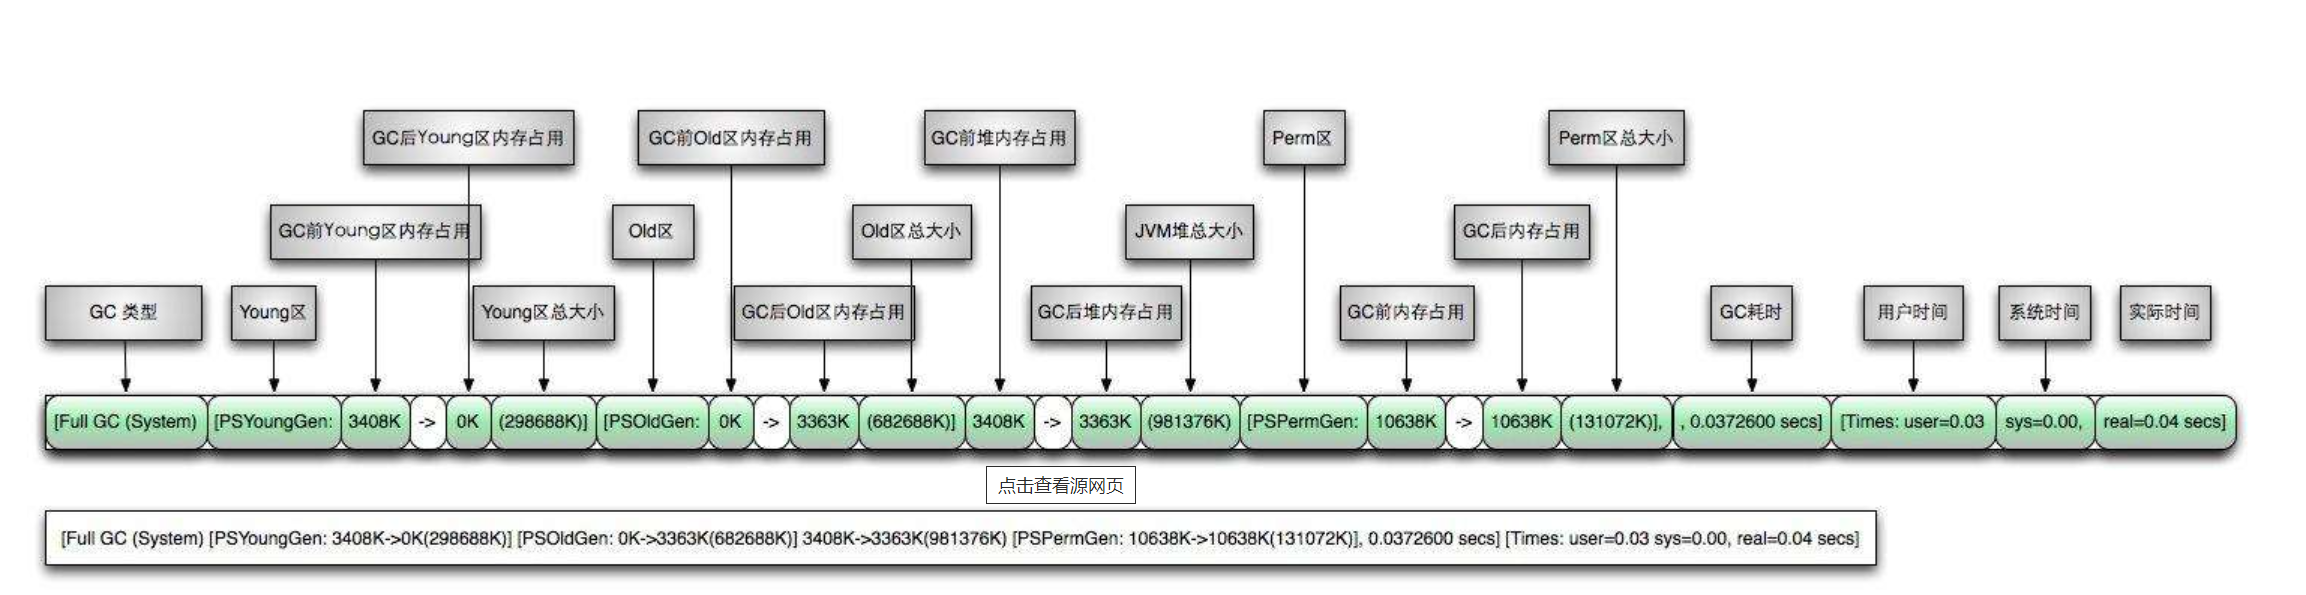 GC后Young区内存占用 GC前Old区内存占用 GC前堆内存占用 Perm区 Perm区总大小
GC前Young区内存占用 Old区 Old区总大小 JVM堆总大小 GC后内存占用
GC 类型 Young区 Young区总大小 GC后Old区内存占用 GC后堆内存占用 GC前内存占用 GC耗时 用户时间 系统时间 实际时间
[Full GC (System) [PSYoungGen: 3408K -> 0K (298688K)] [PSOldGen: 0K -> 3363K (682688K)] 3408K -> 3363K (981376K) [PSPermGen: 10638K -> 10638K (131072K)], , 0.0372600 secs] [Times: user=0.03 sys=0.00, real=0.04 secs]
点击查看源网页
[Full GC (System) [PSYoungGen: 3408K->0K(298688K)] [PSOldGen: 0K->3363K(682688K)] 3408K->3363K(981376K) [PSPermGen: 10638K->10638K(131072K)], 0.0372600 secs] [Times: user=0.03 sys=0.00, real=0.04 secs]